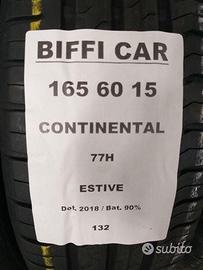 BIFFI CAR
165 60 15
CONTINENTAL
77H
ESTIVE
Dot. 2018 / Bat. 90%
132
subito